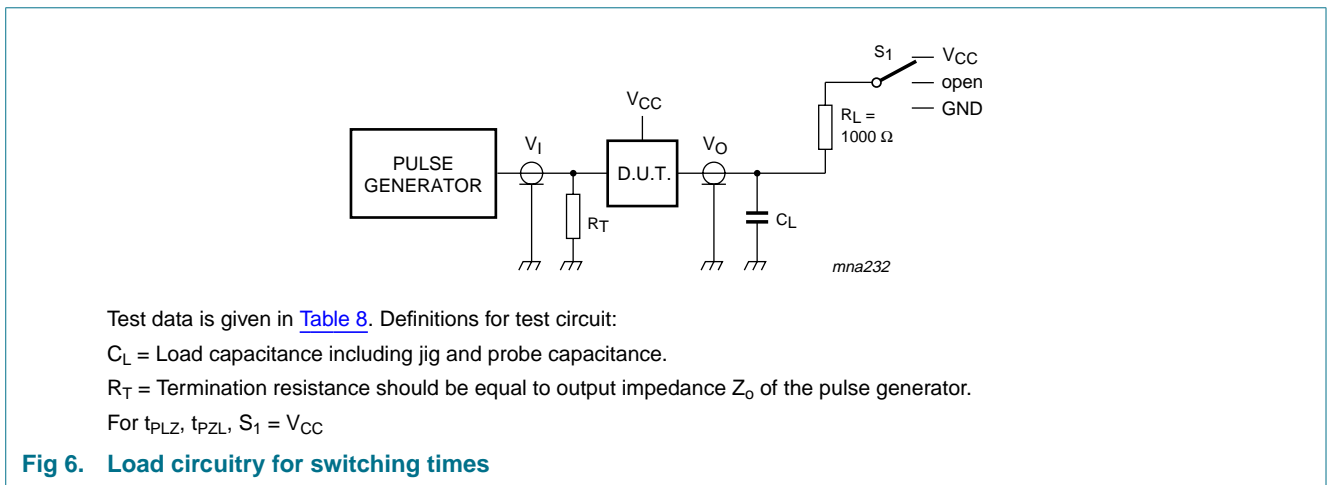 S1
VCC
open
GND
VCC
RL =
1000 Ω
VI
VO
PULSE
GENERATOR
D.U.T.
RT
CL
mna232
Test data is given in Table 8. Definitions for test circuit:
CL = Load capacitance including jig and probe capacitance.
RT = Termination resistance should be equal to output impedance Zo of the pulse generator.
For tPLZ, tPZL, S1 = VCC
Fig 6. Load circuitry for switching times